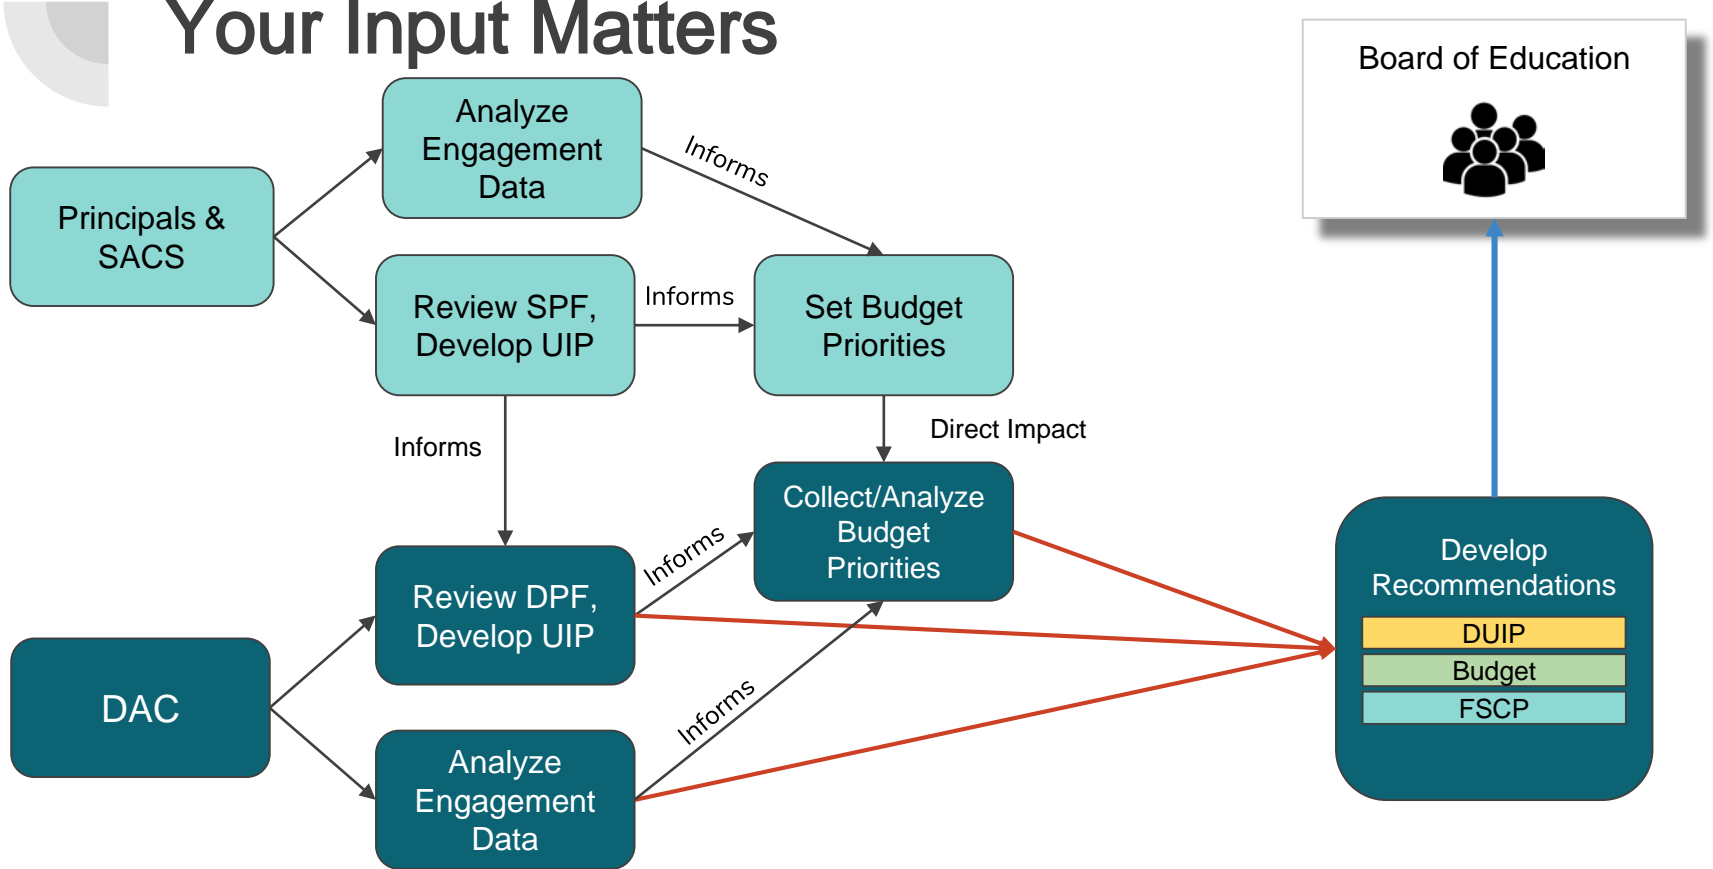 Your Input Matters
Board of Education
Analyze
Engagement
Data
Informs
Principals &
SACS
Review SPF,
Develop UIP
Informs
Set Budget
Priorities
Informs
Direct Impact
Collect/Analyze
Budget
Priorities
Informs
Review DPF,
Develop UIP
Develop
Recommendations
DUIP
Budget
FSCP
DAC
Informs
Analyze
Engagement
Data